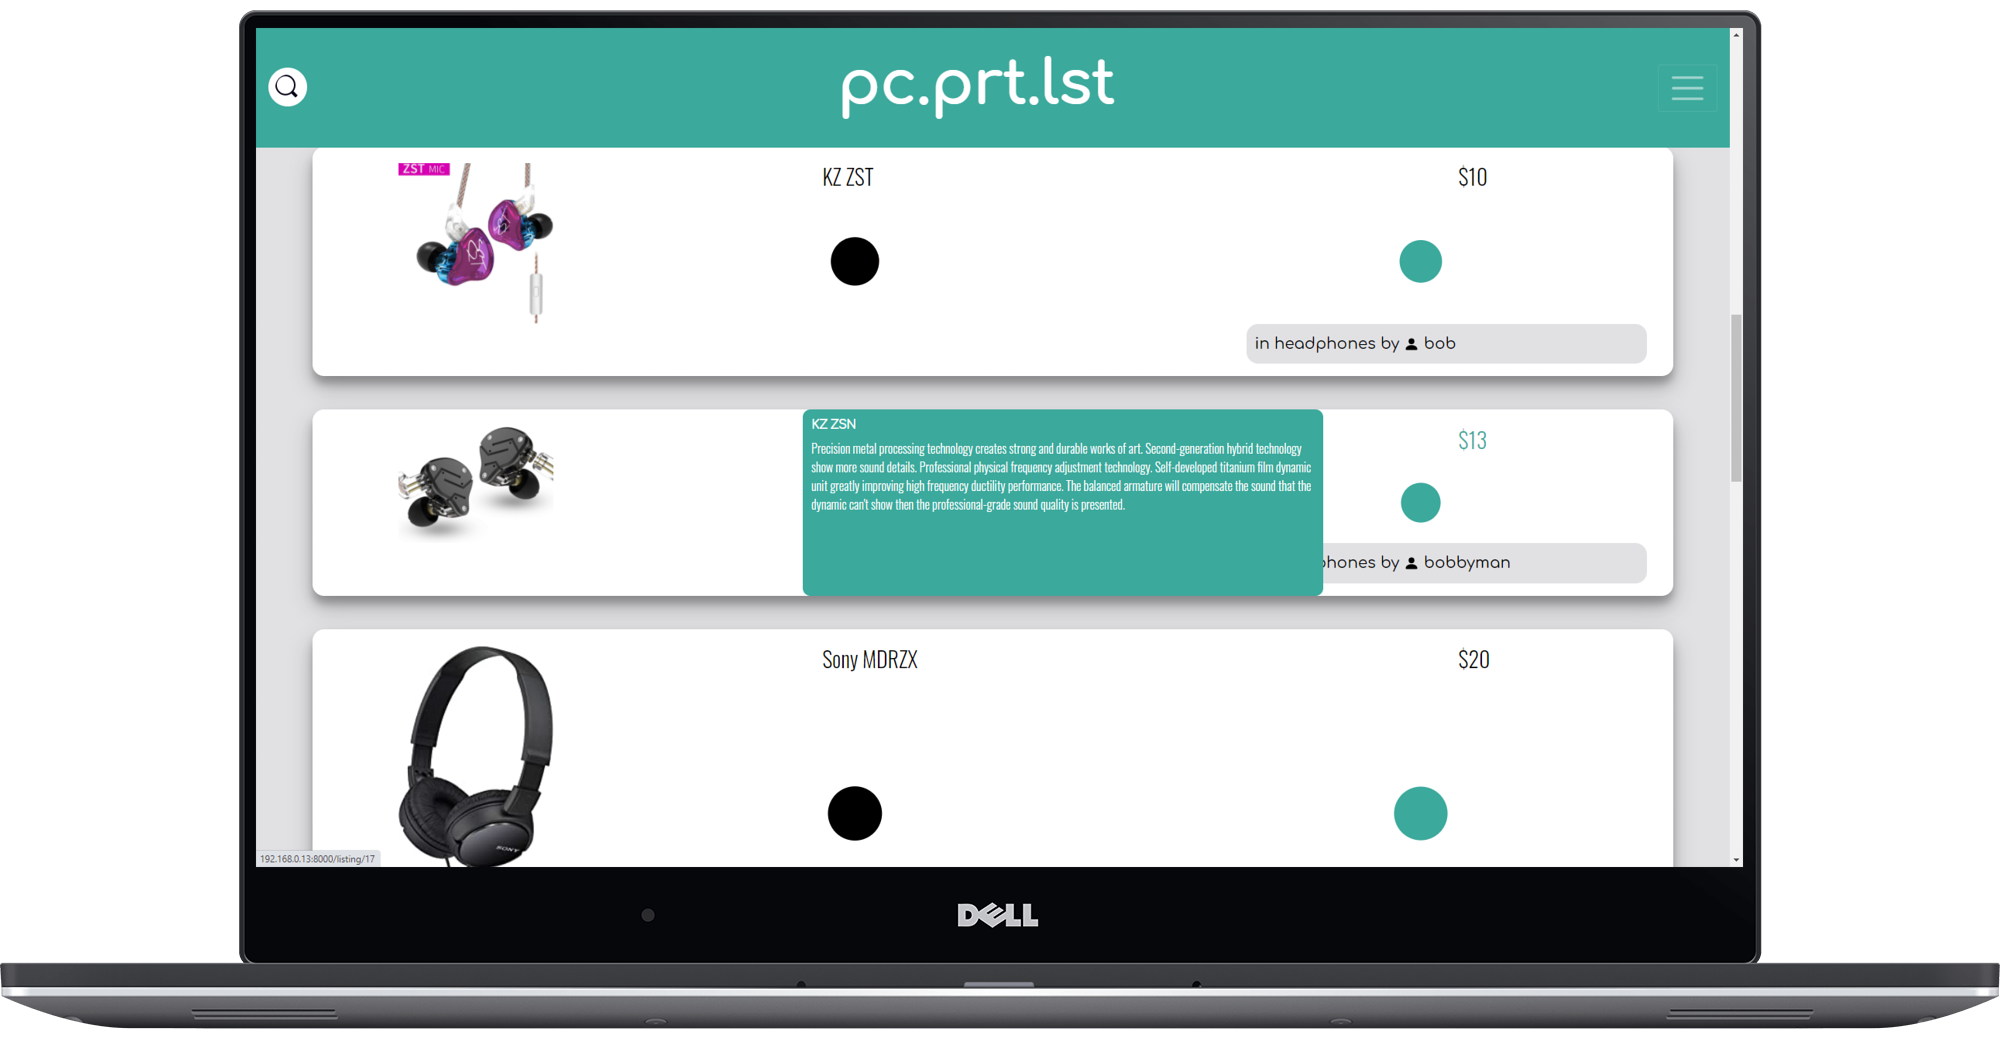 pc.prt.lst
ZST MIC
KZ ZST
$10
in headphones by bob
KZ ZSN
Precision metal processing technology creates strong and durable works of art. Second-generation hybrid technology
show more sound details. Professional physical frequency adjustment technology. Self-developed titanium film dynamic
unit greatly improving high frequency ductility performance. The balanced armature will compensate the sound that the
dynamic can't show then the professional-grade sound quality is presented.
$13
phones by bobbyman
Sony MDRZX
$20
SONY
192.168.0.13:8000/listing/17
DELL